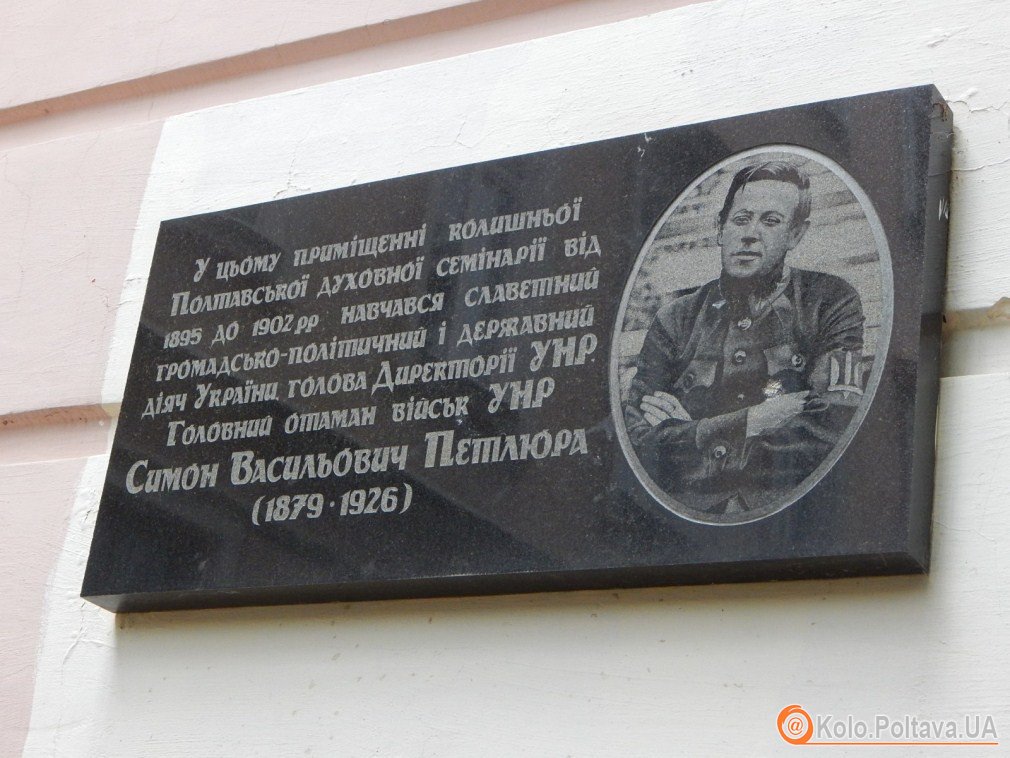 У цьому приміщенні колишньої
Полтавської духовної семінарії від
1895 до 1902 рр навчався славетний
громадсько-політичний і державний
діяч України, голова Директорії УНР
Головний отаман військ УНР
Симон Васильович Петлюра
(1879 · 1926)
@Kolo.Poltava.UA